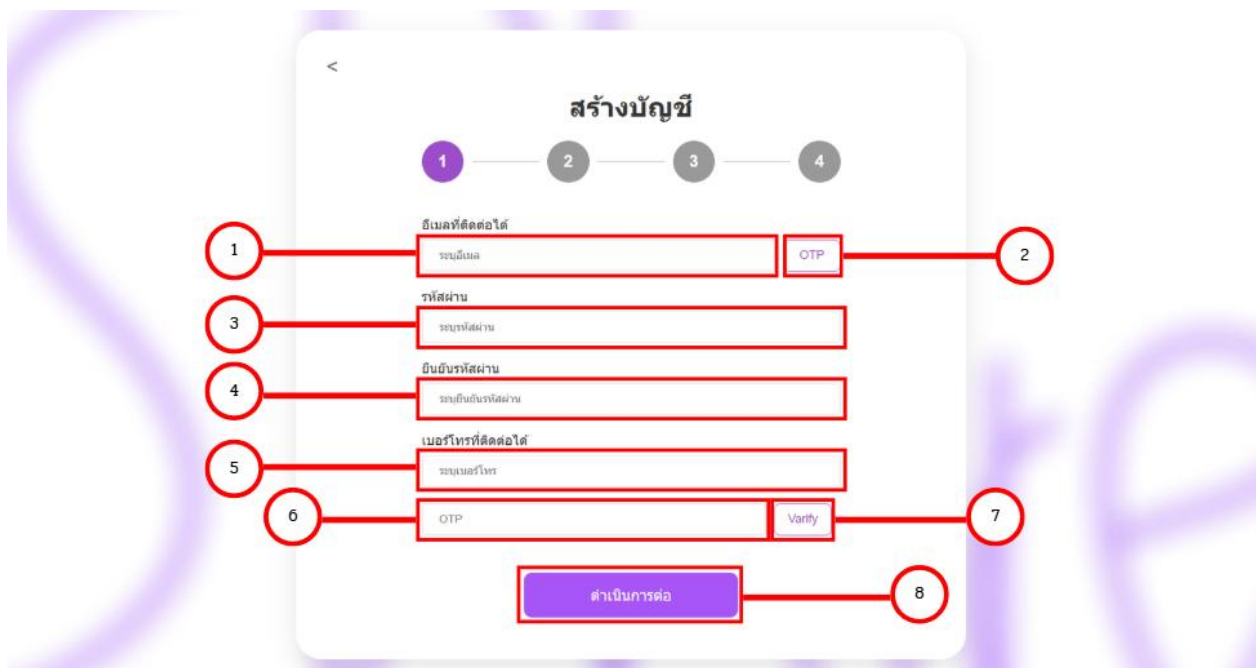 <
สร้างบัญชี
1 2 3 4
อีเมลที่ติดต่อได้
1 ระบุอีเมล OTP 2
รหัสผ่าน
3 ระบุรหัสผ่าน
ยืนยันรหัสผ่าน
4 ระบุยืนยันรหัสผ่าน
เบอร์โทรที่ติดต่อได้
5 ระบุเบอร์โทร
6 OTP Varify 7
ดำเนินการต่อ 8